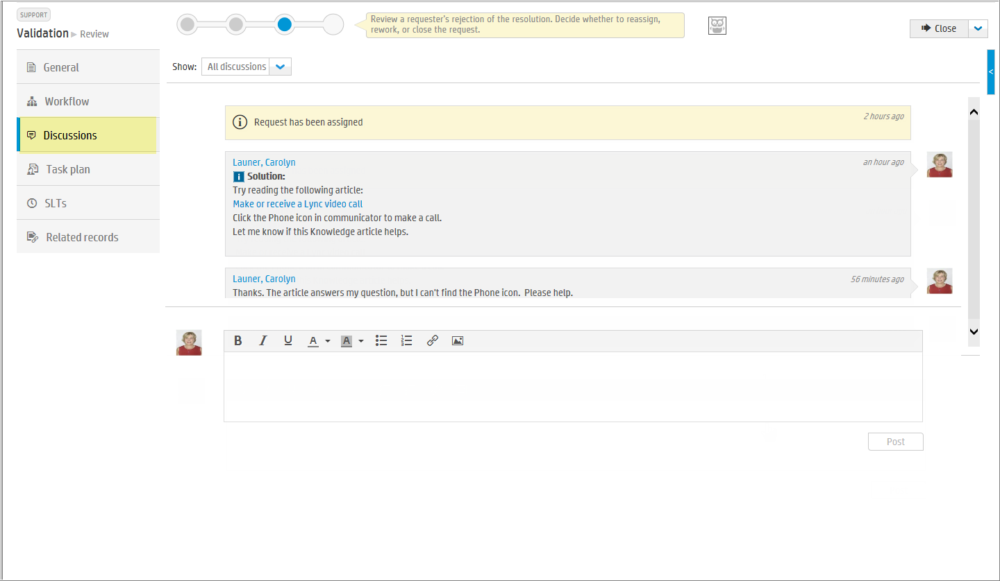 SUPPORT
Validation ▶ Review
Review a requester's rejection of the resolution. Decide whether to reassign,
rework, or close the request.
Close
General
Workflow
Discussions
Task plan
SLTs
Related records
Show: All discussions
<
Request has been assigned
2 hours ago
Launer, Carolyn
an hour ago
i Solution:
Try reading the following article:
Make or receive a Lync video call
Click the Phone icon in communicator to make a call.
Let me know if this Knowledge article helps.
Launer, Carolyn
56 minutes ago
Thanks. The article answers my question, but I can't find the Phone icon.  Please help.
B I U A A
Post